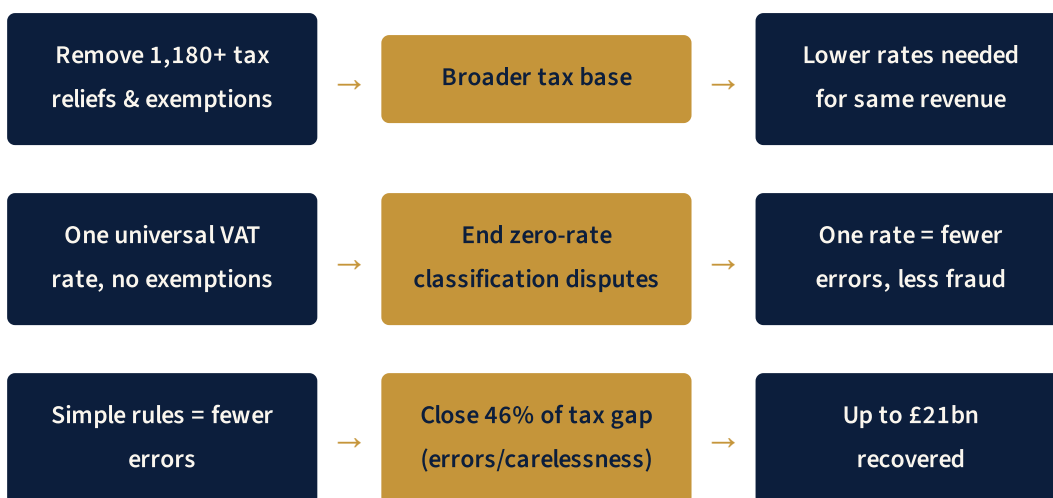 Remove 1,180+ tax
reliefs & exemptions
→
Broader tax base
→
Lower rates needed
for same revenue
One universal VAT
rate, no exemptions
→
End zero-rate
classification disputes
→
One rate = fewer
errors, less fraud
Simple rules = fewer
errors
→
Close 46% of tax gap
(errors/carelessness)
→
Up to £21bn
recovered